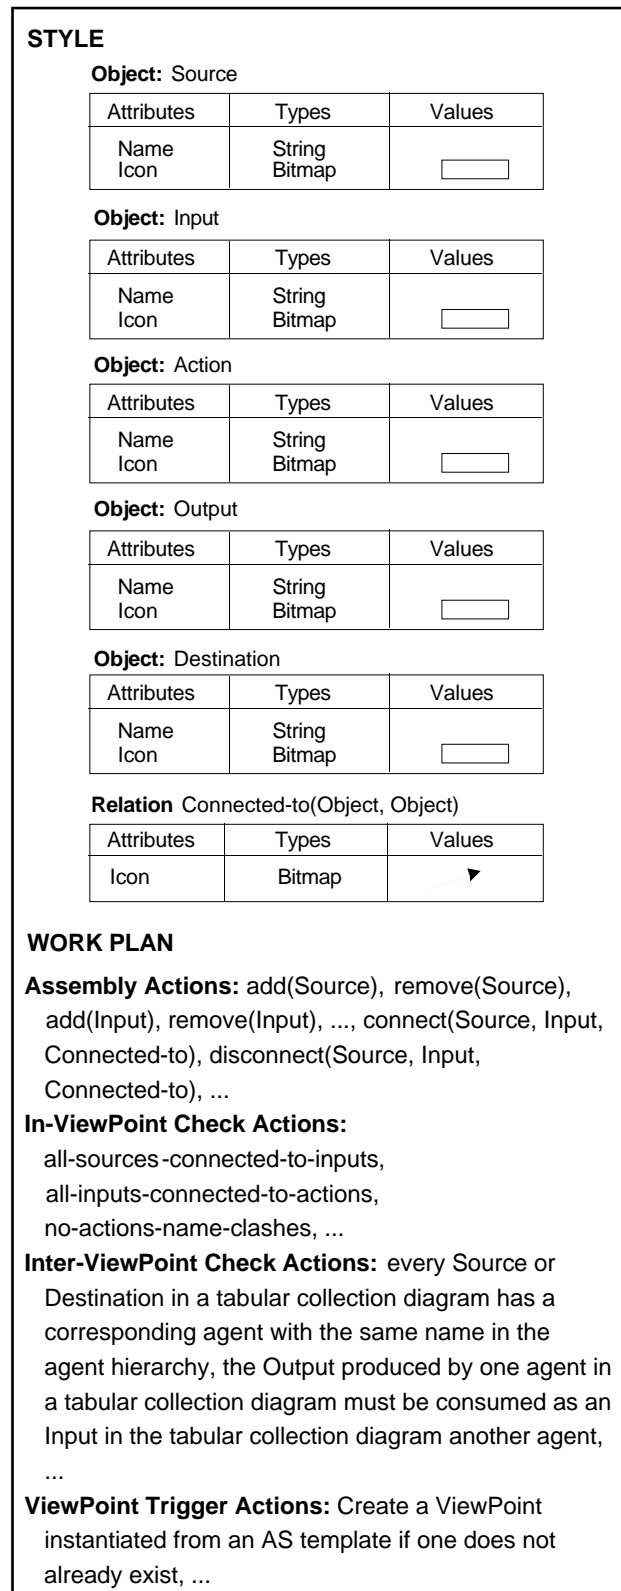 STYLE
Object: Source
Attributes Types Values
Name String
Icon Bitmap
Object: Input
Attributes Types Values
Name String
Icon Bitmap
Object: Action
Attributes Types Values
Name String
Icon Bitmap
Object: Output
Attributes Types Values
Name String
Icon Bitmap
Object: Destination
Attributes Types Values
Name String
Icon Bitmap
Relation Connected-to(Object, Object)
Attributes Types Values
Icon Bitmap
WORK PLAN
Assembly Actions: add(Source), remove(Source),
add(Input), remove(Input), ..., connect(Source, Input,
Connected-to), disconnect(Source, Input,
Connected-to), ...
In-ViewPoint Check Actions:
all-sources-connected-to-inputs,
all-inputs-connected-to-actions,
no-actions-name-clashes, ...
Inter-ViewPoint Check Actions: every Source or
Destination in a tabular collection diagram has a
corresponding agent with the same name in the
agent hierarchy, the Output produced by one agent in
a tabular collection diagram must be consumed as an
Input in the tabular collection diagram another agent,
...
ViewPoint Trigger Actions: Create a ViewPoint
instantiated from an AS template if one does not
already exist, ...